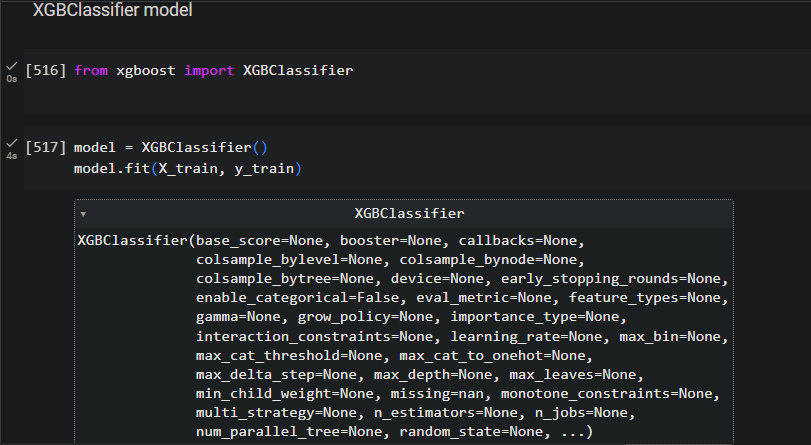 XGBClassifier model
0s
[516] from xgboost import XGBClassifier
4s
[517] model = XGBClassifier()
model.fit(X_train, y_train)
XGBClassifier
XGBClassifier(base_score=None, booster=None, callbacks=None,
colsample_bylevel=None, colsample_bynode=None,
colsample_bytree=None, device=None, early_stopping_rounds=None,
enable_categorical=False, eval_metric=None, feature_types=None,
gamma=None, grow_policy=None, importance_type=None,
interaction_constraints=None, learning_rate=None, max_bin=None,
max_cat_threshold=None, max_cat_to_onehot=None,
max_delta_step=None, max_depth=None, max_leaves=None,
min_child_weight=None, missing=nan, monotone_constraints=None,
multi_strategy=None, n_estimators=None, n_jobs=None,
num_parallel_tree=None, random_state=None, ...)